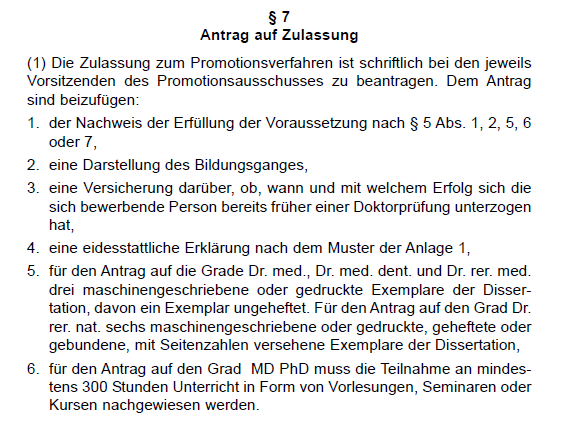 § 7
Antrag auf Zulassung
(1) Die Zulassung zum Promotionsverfahren ist schriftlich bei den jeweils
Vorsitzenden des Promotionsausschusses zu beantragen. Dem Antrag
sind beizufügen:
1. der Nachweis der Erfüllung der Voraussetzung nach § 5 Abs. 1, 2, 5, 6
oder 7,
2. eine Darstellung des Bildungsganges,
3. eine Versicherung darüber, ob, wann und mit welchem Erfolg sich die
sich bewerbende Person bereits früher einer Doktorprüfung unterzogen
hat,
4. eine eidesstattliche Erklärung nach dem Muster der Anlage 1,
5. für den Antrag auf die Grade Dr. med., Dr. med. dent. und Dr. rer. med.
drei maschinengeschriebene oder gedruckte Exemplare der Disser-
tation, davon ein Exemplar ungeheftet. Für den Antrag auf den Grad Dr.
rer. nat. sechs maschinengeschriebene oder gedruckte, geheftete oder
gebundene, mit Seitenzahlen versehene Exemplare der Dissertation,
6. für den Antrag auf den Grad MD PhD muss die Teilnahme an mindes-
tens 300 Stunden Unterricht in Form von Vorlesungen, Seminaren oder
Kursen nachgewiesen werden.